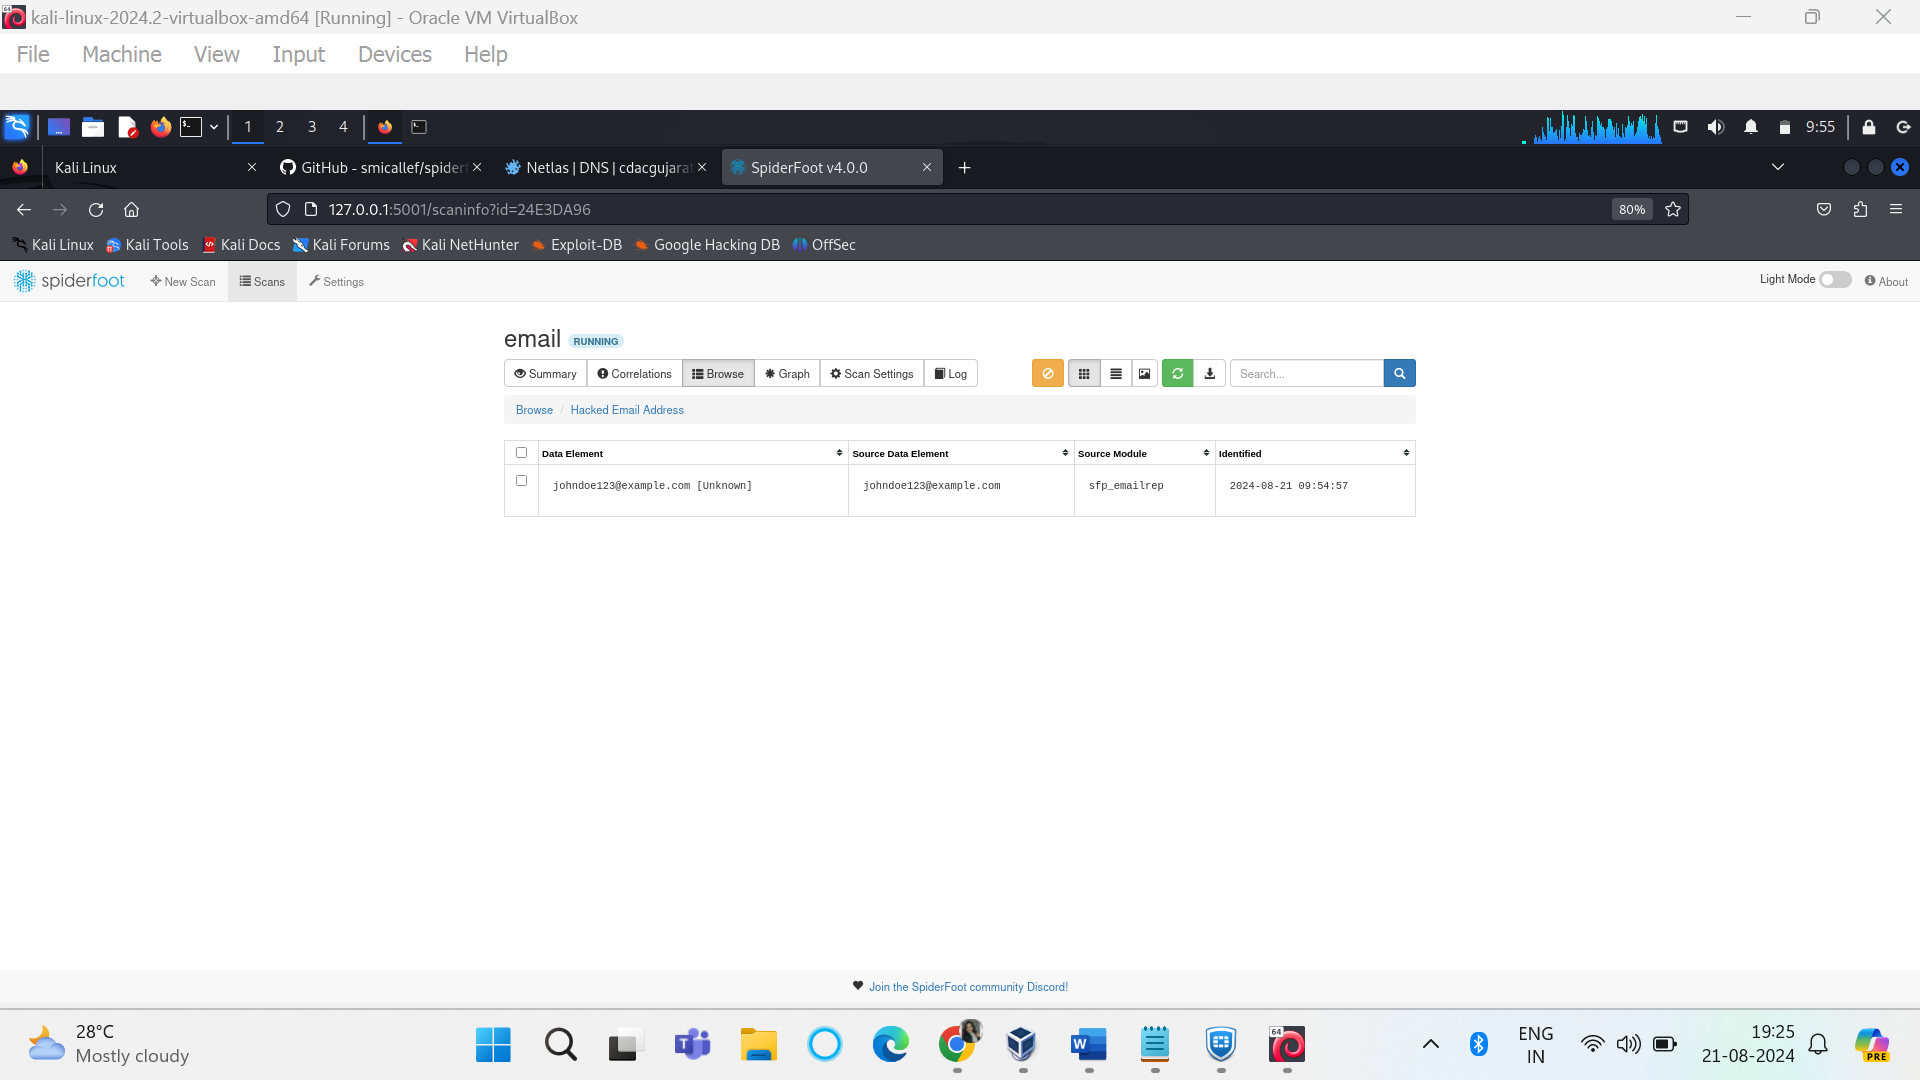 kali-linux-2024.2-virtualbox-amd64 [Running] - Oracle VM VirtualBox
File Machine View Input Devices Help
1 2 3 4 9:55
Kali Linux GitHub - smicallef/spiderf Netlas | DNS | cdacgujarat SpiderFoot v4.0.0
127.0.0.1:5001/scaninfo?id=24E3DA96 80%
Kali Linux Kali Tools Kali Docs Kali Forums Kali NetHunter Exploit-DB Google Hacking DB OffSec
spiderfoot New Scan Scans Settings Light Mode About
email RUNNING
Summary Correlations Browse Graph Scan Settings Log Search...
Browse / Hacked Email Address
Data Element Source Data Element Source Module Identified
johndoe123@example.com [Unknown] johndoe123@example.com sfp_emailrep 2024-08-21 09:54:57
Join the SpiderFoot community Discord!
28°C
Mostly cloudy
64
ENG
IN
19:25
21-08-2024
PRE